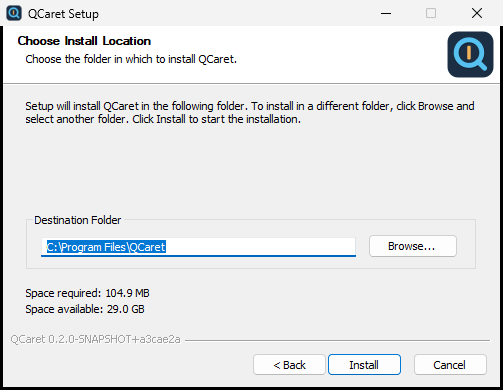 QCaret Setup
Choose Install Location
Choose the folder in which to install QCaret.
Setup will install QCaret in the following folder. To install in a different folder, click Browse and
select another folder. Click Install to start the installation.
Destination Folder
C:\Program Files\QCaret
Browse...
Space required: 104.9 MB
Space available: 29.0 GB
QCaret 0.2.0-SNAPSHOT+a3cae2a
< Back
Install
Cancel